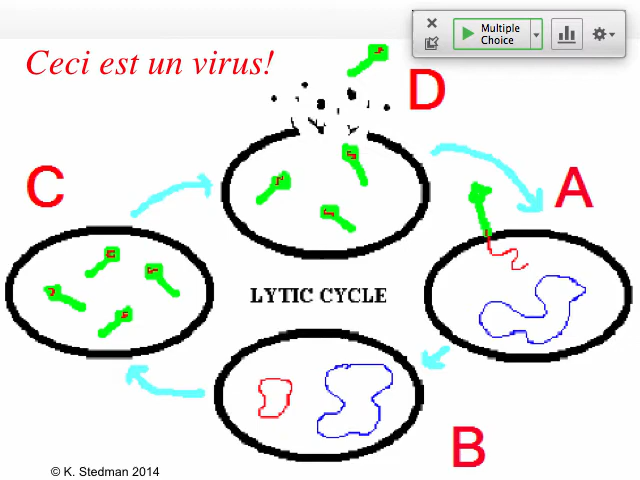 Multiple
Choice
Ceci est un virus!
D
C
A
LYTIC CYCLE
B
© K. Stedman 2014